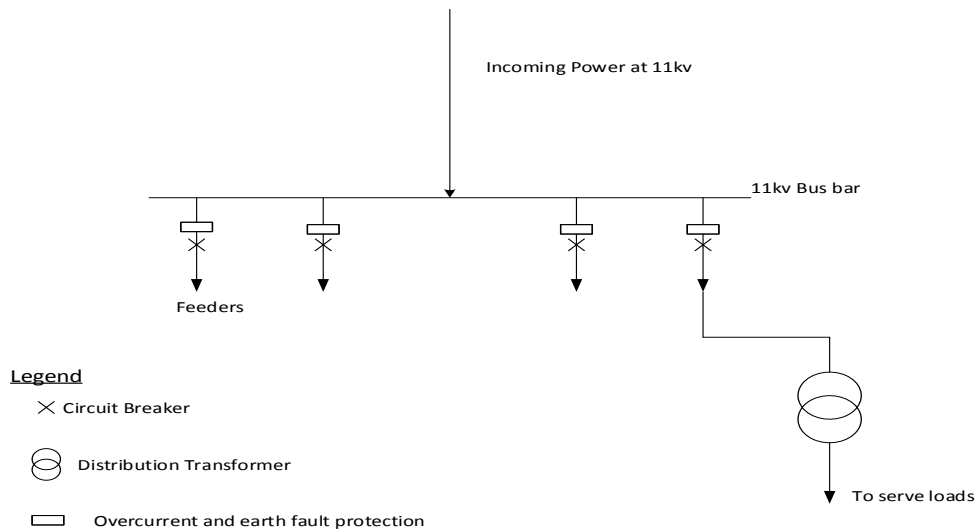 Incoming Power at 11kv
11kv Bus bar
Feeders
Legend
Circuit Breaker
Distribution Transformer
To serve loads
Overcurrent and earth fault protection